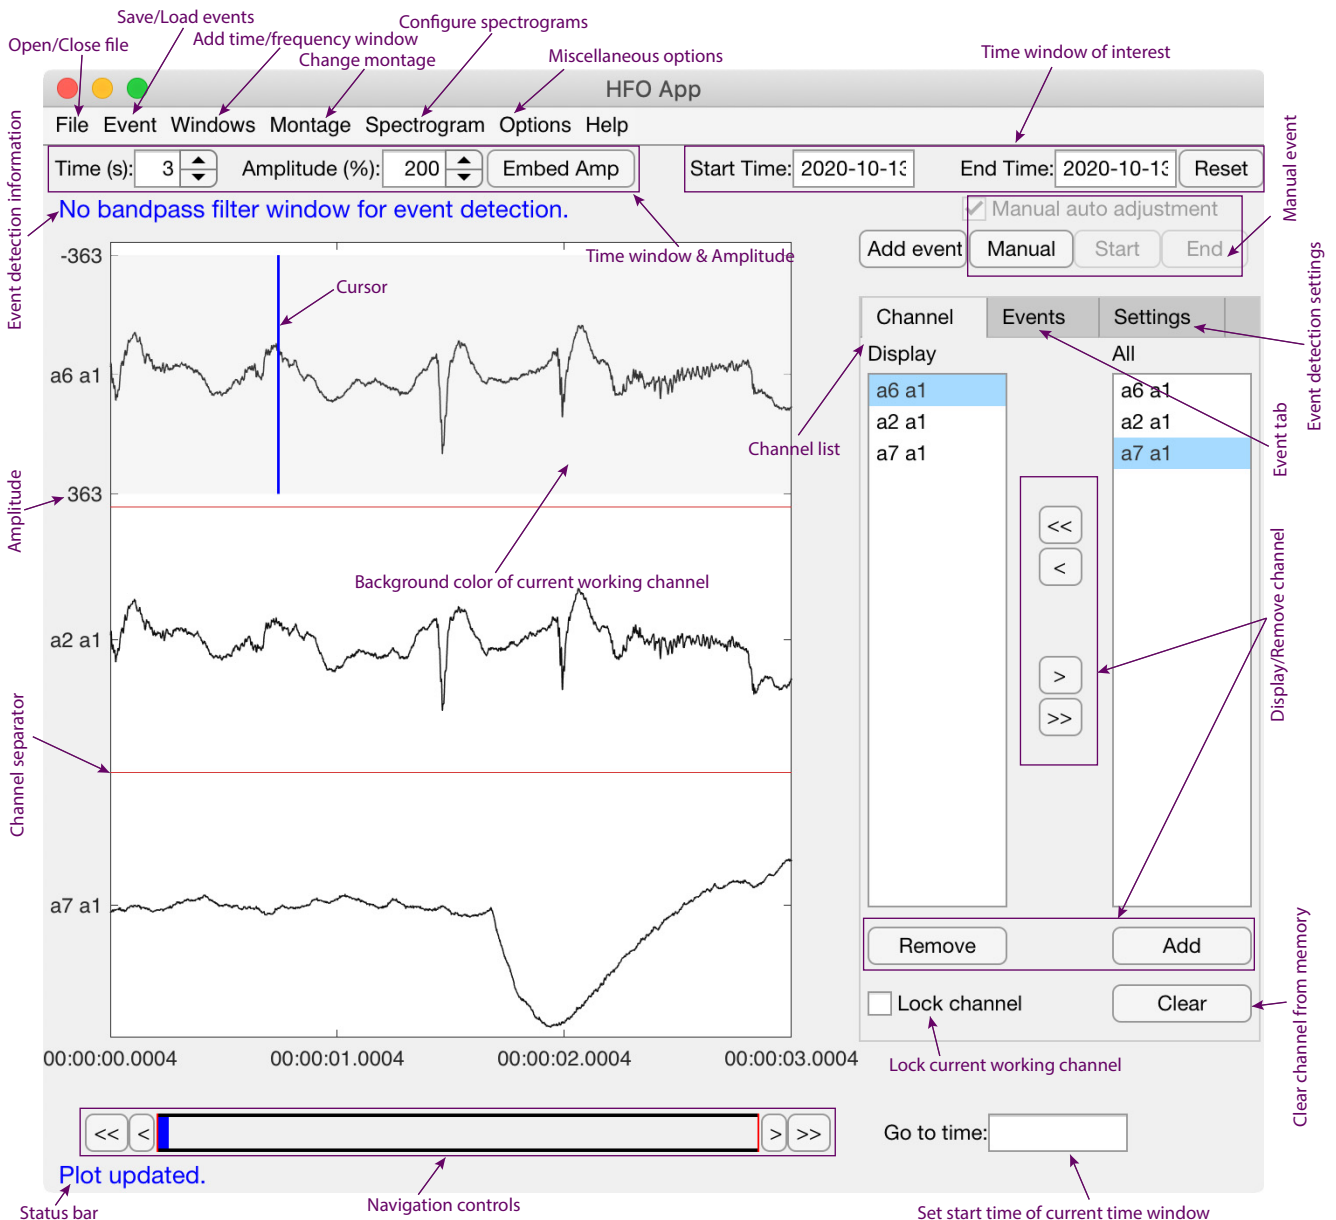 Save/Load events
Configure spectrograms
Open/Close file
Add time/frequency window
Change montage
Miscellaneous options
Time window of interest
HFO App
File Event Windows Montage Spectrogram Options Help
Time (s): 3 Amplitude (%): 200 Embed Amp
Start Time: 2020-10-13 End Time: 2020-10-13 Reset
Event detection information
Manual event
No bandpass filter window for event detection.
Manual auto adjustment
Add event Manual Start End
Time window & Amplitude
-363
Cursor
Channel Events Settings
Event detection settings
Display All
a6 a1
a6 a1
a2 a1
a7 a1
a6 a1
a2 a1
a7 a1
Channel list
Event tab
Amplitude
363
<<
<
Background color of current working channel
a2 a1
Display/Remove channel
>
>>
Channel separator
a7 a1
Remove Add
Lock channel Clear
Clear channel from memory
00:00:00.0004 00:00:01.0004 00:00:02.0004 00:00:03.0004
Lock current working channel
<< < > >>
Go to time:
Plot updated.
Status bar
Navigation controls
Set start time of current time window